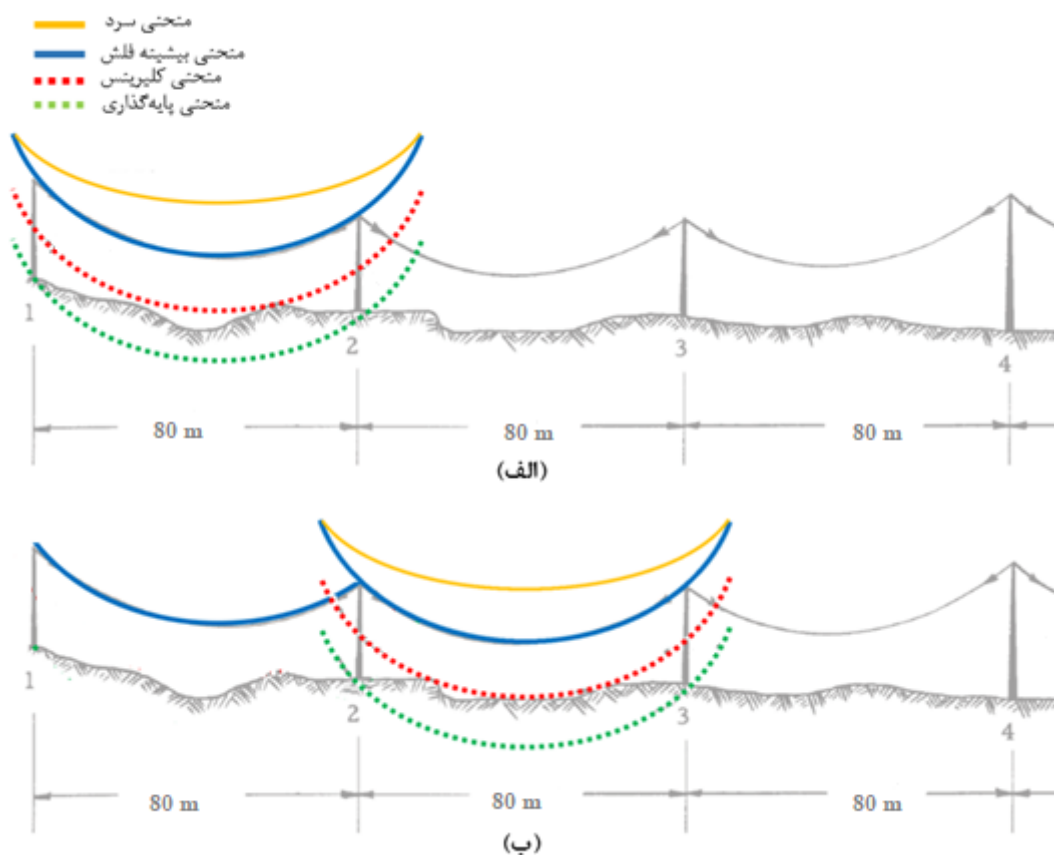 منحنی سرد
منحنی بیشینه فلش
منحنی کلیرینس
منحنی پایه‌گذاری
1
2
3
4
80 m
80 m
80 m
(الف)
1
2
3
4
80 m
80 m
80 m
(ب)